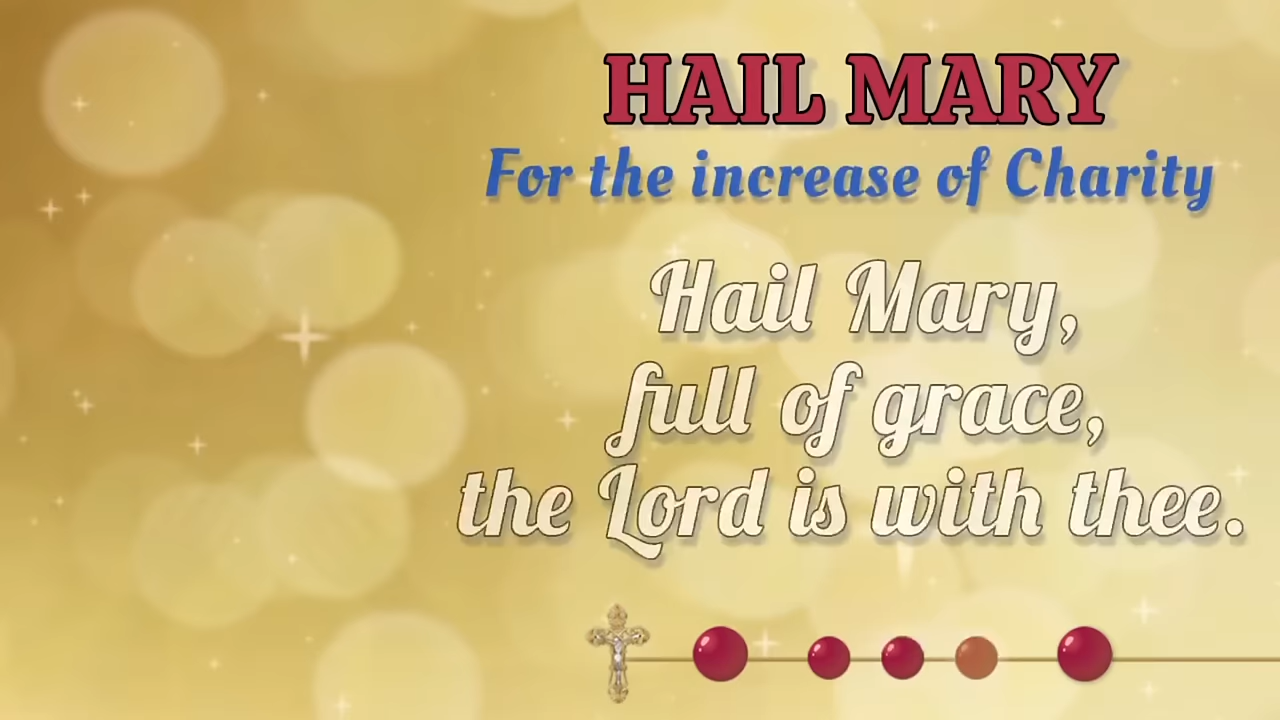 HAIL MARY
For the increase of Charity
Hail Mary,
full of grace,
the Lord is with thee.